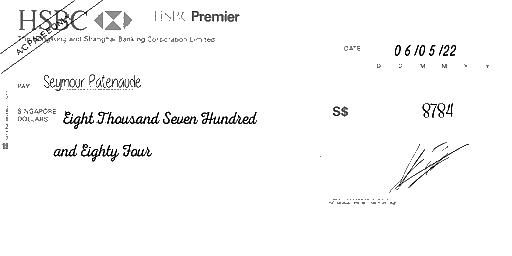 HSBC HSBC Premier
The Hongkong and Shanghai Banking Corporation Limited
A/C PAYEE ONLY
DATE 06/05/22
D D M M Y Y
PAY Seymour Patenaude
SINGAPORE DOLLARS Eight Thousand Seven Hundred
and Eighty Four
S$ 8784